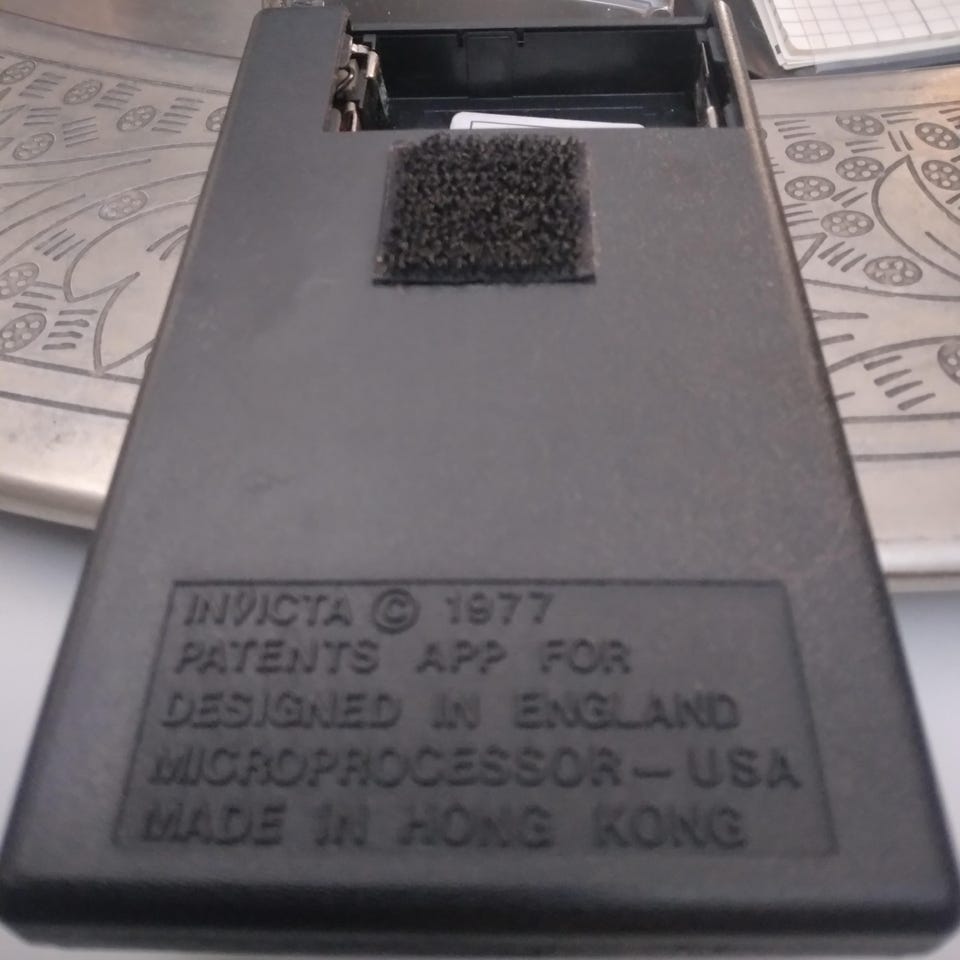 INVICTA © 1977
PATENTS APP FOR
DESIGNED IN ENGLAND
MICROPROCESSOR — USA
MADE IN HONG KONG